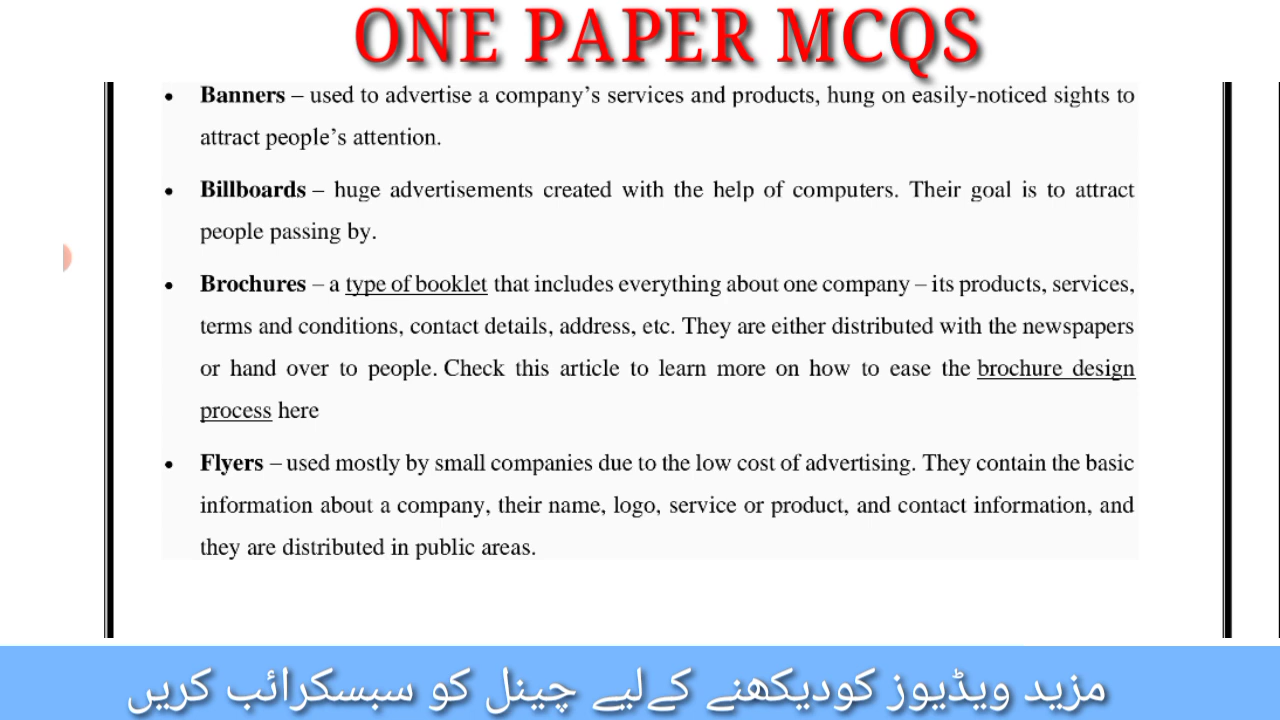 ONE PAPER MCQS
• Banners – used to advertise a company’s services and products, hung on easily-noticed sights to
attract people’s attention.
• Billboards – huge advertisements created with the help of computers. Their goal is to attract
people passing by.
• Brochures – a type of booklet that includes everything about one company – its products, services,
terms and conditions, contact details, address, etc. They are either distributed with the newspapers
or hand over to people. Check this article to learn more on how to ease the brochure design
process here
• Flyers – used mostly by small companies due to the low cost of advertising. They contain the basic
information about a company, their name, logo, service or product, and contact information, and
they are distributed in public areas.
مزید ویڈیوز کودیکھنے کےلیے چینل کو سبسکرائب کریں